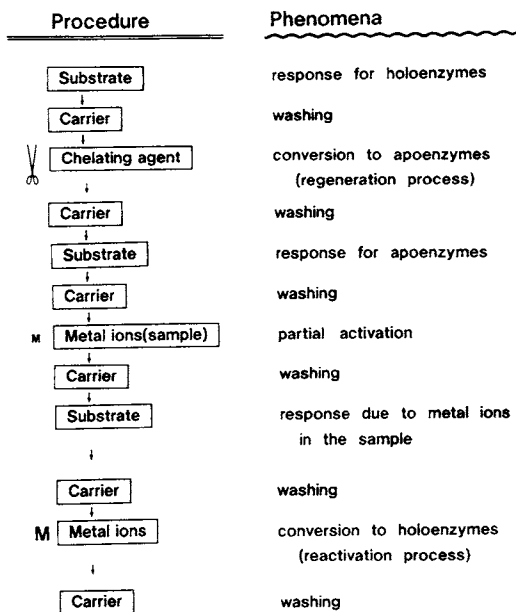 Procedure Phenomena
Substrate response for holoenzymes
Carrier washing
Chelating agent conversion to apoenzymes
(regeneration process)
Carrier washing
Substrate response for apoenzymes
Carrier washing
M Metal ions(sample) partial activation
Carrier washing
Substrate response due to metal ions
in the sample
Carrier washing
M Metal ions conversion to holoenzymes
(reactivation process)
Carrier washing